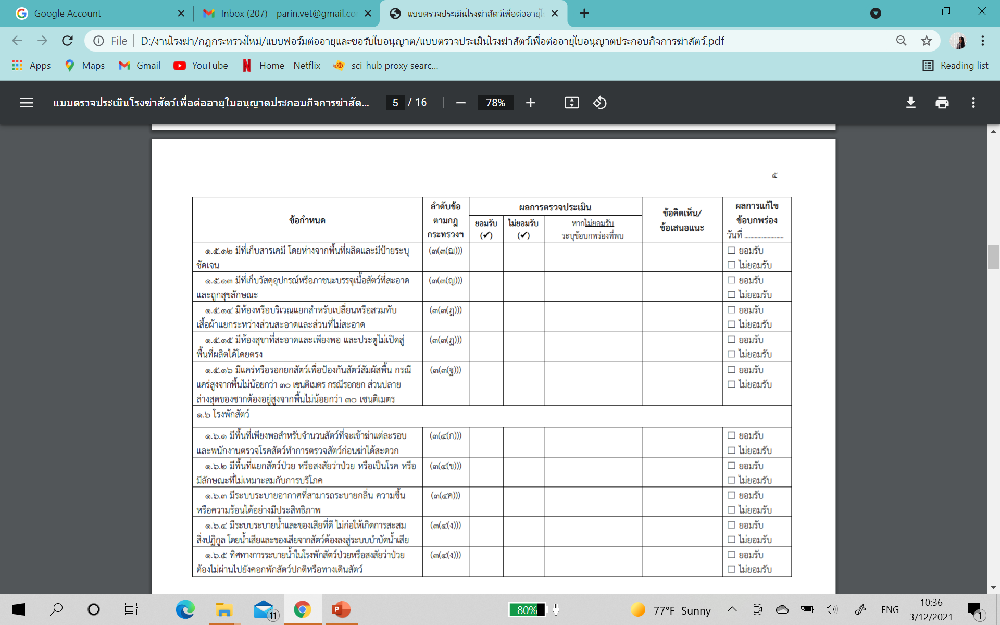 Google Account
Inbox (207) - parin.vet@gmail.co
แบบตรวจประเมินโรงฆ่าสัตว์เพื่อต่ออายุใ
File
D:/งานโรงฆ่า/กฎกระทรวงใหม่/แบบฟอร์มต่ออายุและขอรับใบอนุญาต/แบบตรวจประเมินโรงฆ่าสัตว์เพื่อต่ออายุใบอนุญาตประกอบกิจการฆ่าสัตว์.pdf
Apps
Maps
Gmail
YouTube
Home - Netflix
sci-hub proxy searc...
Reading list
แบบตรวจประเมินโรงฆ่าสัตว์เพื่อต่ออายุใบอนุญาตประกอบกิจการฆ่าสัต...
5 / 16
78%
๕
ข้อกำหนด
ลำดับข้อ
ตามกฎ
กระทรวงฯ
ผลการตรวจประเมิน
ยอมรับ
(✓)
ไม่ยอมรับ
(✓)
หากไม่ยอมรับ
ระบุข้อบกพร่องที่พบ
ข้อคิดเห็น/
ข้อเสนอแนะ
ผลการแก้ไข
ข้อบกพร่อง
วันที่ ........................
๑.๕.๑๒ มีที่เก็บสารเคมี โดยห่างจากพื้นที่ผลิตและมีป้ายระบุ
ชัดเจน
(๓(๓(ฌ)))
☐ ยอมรับ
☐ ไม่ยอมรับ
๑.๕.๑๓ มีที่เก็บวัสดุอุปกรณ์หรือภาชนะบรรจุเนื้อสัตว์ที่สะอาด
และถูกสุขลักษณะ
(๓(๓(ญ)))
☐ ยอมรับ
☐ ไม่ยอมรับ
๑.๕.๑๔ มีห้องหรือบริเวณแยกสำหรับเปลี่ยนหรือสวมทับ
เสื้อผ้าแยกระหว่างส่วนสะอาดและส่วนที่ไม่สะอาด
(๓(๓(ฎ)))
☐ ยอมรับ
☐ ไม่ยอมรับ
๑.๕.๑๕ มีห้องสุขาที่สะอาดและเพียงพอ และประตูไม่เปิดสู่
พื้นที่ผลิตได้โดยตรง
(๓(๓(ฏ)))
☐ ยอมรับ
☐ ไม่ยอมรับ
๑.๕.๑๖ มีแคร่หรือรอกยกสัตว์เพื่อป้องกันสัตว์สัมผัสพื้น กรณี
แคร่สูงจากพื้นไม่น้อยกว่า ๓๐ เซนติเมตร กรณีรอกยก ส่วนปลาย
ล่างสุดของซากต้องอยู่สูงจากพื้นไม่น้อยกว่า ๓๐ เซนติเมตร
(๓(๓(ฐ)))
☐ ยอมรับ
☐ ไม่ยอมรับ
๑.๖ โรงพักสัตว์
๑.๖.๑ มีพื้นที่เพียงพอสำหรับจำนวนสัตว์ที่จะเข้าฆ่าแต่ละรอบ
และพนักงานตรวจโรคสัตว์ทำการตรวจสัตว์ก่อนฆ่าได้สะดวก
(๓(๔(ก)))
☐ ยอมรับ
☐ ไม่ยอมรับ
๑.๖.๒ มีพื้นที่แยกสัตว์ป่วย หรือสงสัยว่าป่วย หรือเป็นโรค หรือ
มีลักษณะที่ไม่เหมาะสมกับการบริโภค
(๓(๔(ข)))
☐ ยอมรับ
☐ ไม่ยอมรับ
๑.๖.๓ มีระบบระบายอากาศที่สามารถระบายกลิ่น ความชื้น
หรือความร้อนได้อย่างมีประสิทธิภาพ
(๓(๔ค)))
☐ ยอมรับ
☐ ไม่ยอมรับ
๑.๖.๔ มีระบบระบายน้ำและของเสียที่ดี ไม่ก่อให้เกิดการสะสม
สิ่งปฏิกูล โดยน้ำเสียและของเสียจากสัตว์ต้องลงสู่ระบบบำบัดน้ำเสีย
(๓(๔(ง)))
☐ ยอมรับ
☐ ไม่ยอมรับ
๑.๖.๕ ทิศทางการระบายน้ำในโรงพักสัตว์ป่วยหรือสงสัยว่าป่วย
ต้องไม่ผ่านไปยังคอกพักสัตว์ปกติหรือทางเดินสัตว์
(๓(๔(ง)))
☐ ยอมรับ
☐ ไม่ยอมรับ
11
80%
77°F Sunny
ENG
10:36
3/12/2021
1